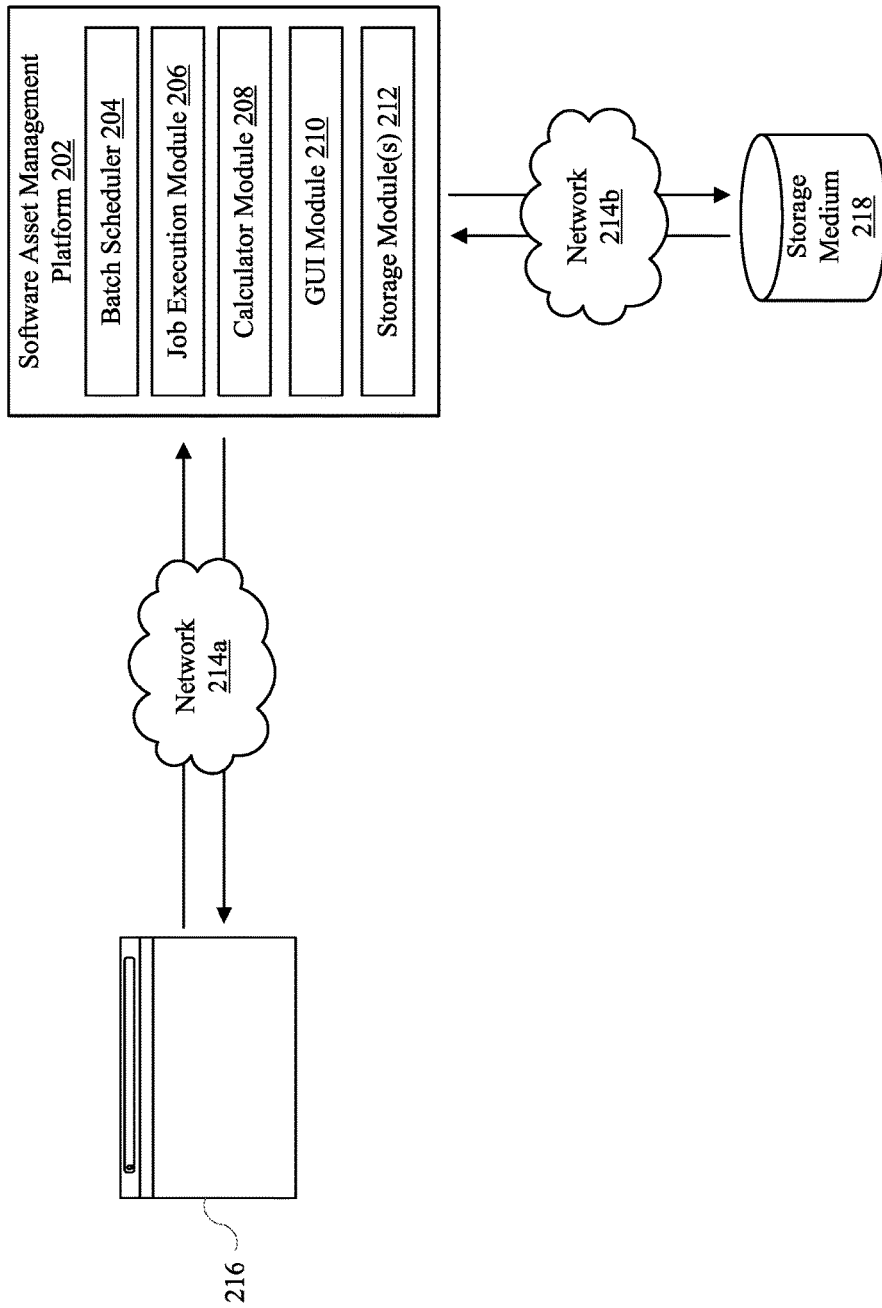 Software Asset Management
Platform 202
Batch Scheduler 204
Job Execution Module 206
Calculator Module 208
GUI Module 210
Storage Module(s) 212
Network
214a
216
Network
214b
Storage
Medium
218